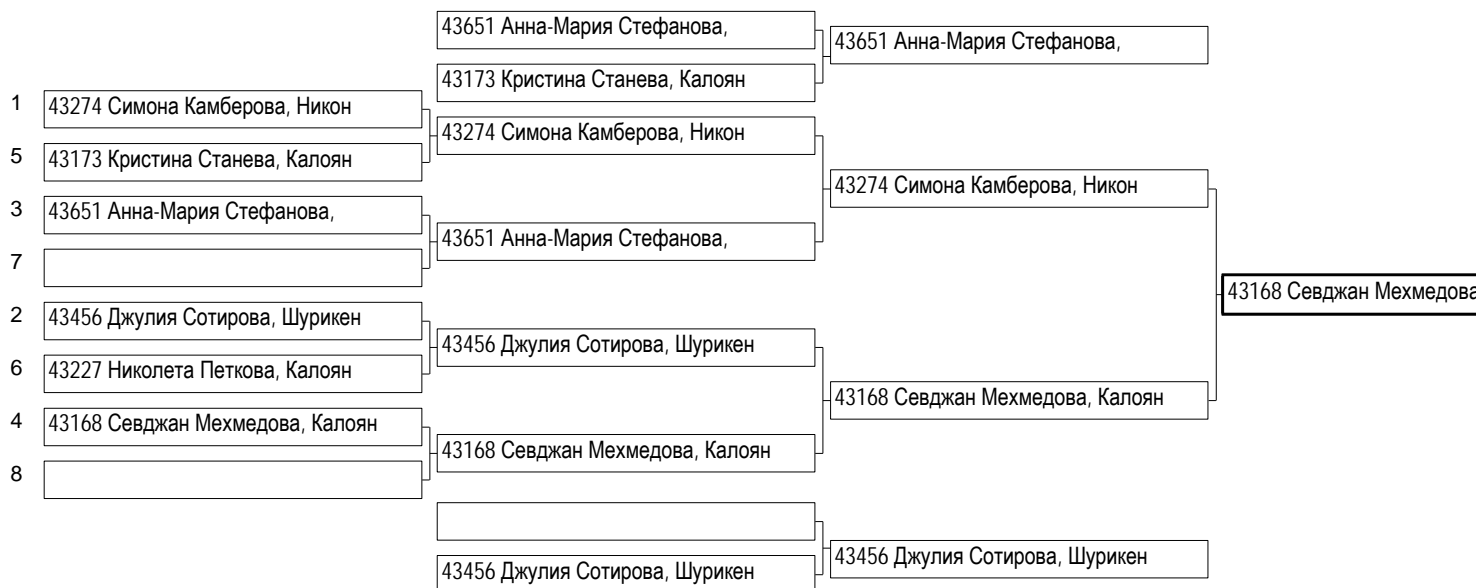 43651 Анна-Мария Стефанова,
43651 Анна-Мария Стефанова,
43173 Кристина Станева, Калоян
1 43274 Симона Камберова, Никон
43274 Симона Камберова, Никон
5 43173 Кристина Станева, Калоян
43274 Симона Камберова, Никон
3 43651 Анна-Мария Стефанова,
43651 Анна-Мария Стефанова,
7
43168 Севджан Мехмедова
2 43456 Джулия Сотирова, Шурикен
43456 Джулия Сотирова, Шурикен
6 43227 Николета Петкова, Калоян
43168 Севджан Мехмедова, Калоян
4 43168 Севджан Мехмедова, Калоян
43168 Севджан Мехмедова, Калоян
8
43456 Джулия Сотирова, Шурикен
43456 Джулия Сотирова, Шурикен